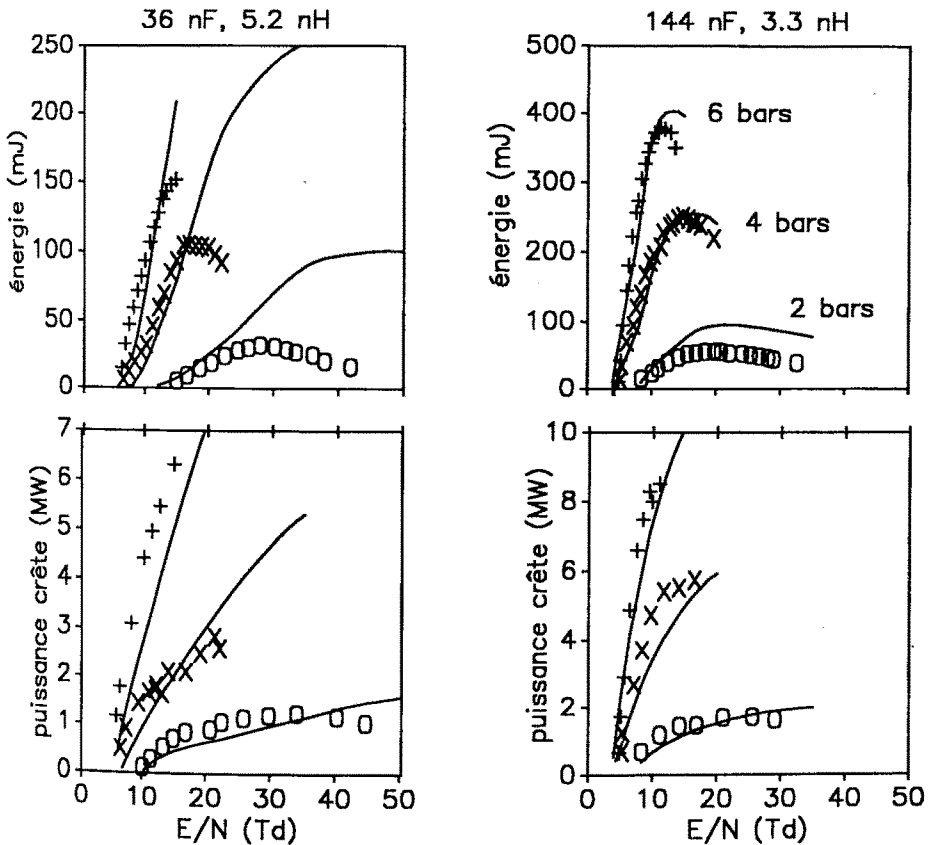 36 nF, 5.2 nH
144 nF, 3.3 nH
250
200
150
100
50
0
énergie (mJ)
500
400
300
200
100
0
énergie (mJ)
6 bars
4 bars
2 bars
7
6
5
4
3
2
1
0
puissance crête (MW)
0 10 20 30 40 50
E/N (Td)
10
8
6
4
2
0
puissance crête (MW)
0 10 20 30 40 50
E/N (Td)